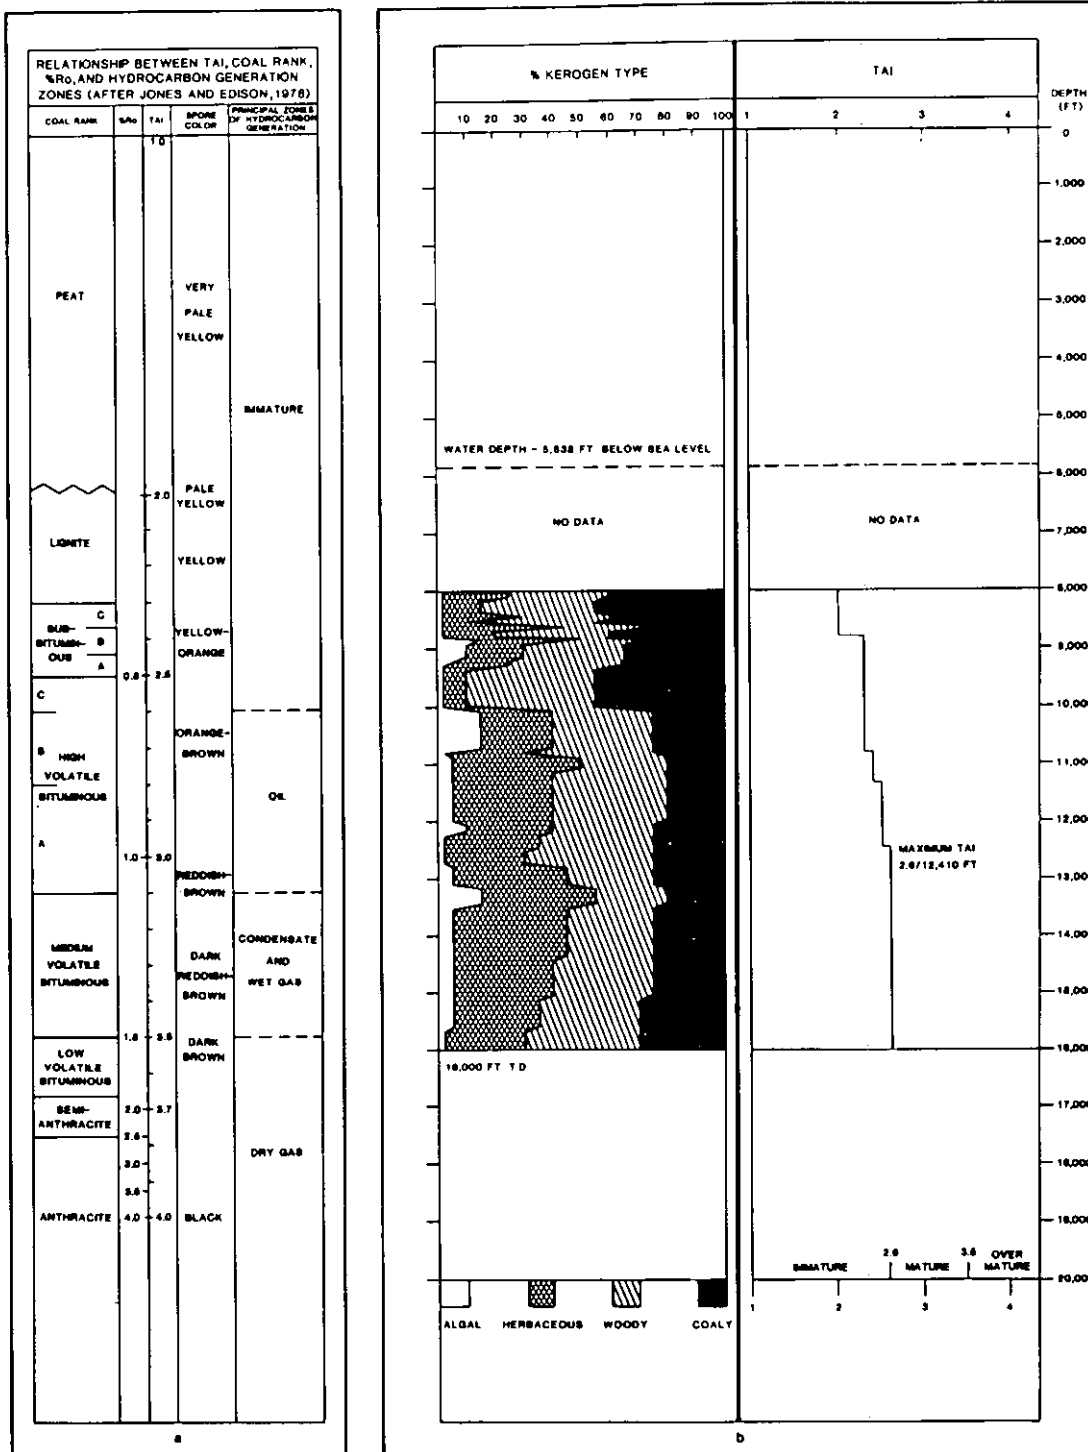 RELATIONSHIP BETWEEN TAI, COAL RANK,
%Ro, AND HYDROCARBON GENERATION
ZONES (AFTER JONES AND EDISON, 1978)
COAL RANK
%Ro
TAI
SPORE
COLOR
PRINCIPAL ZONES
OF HYDROCARBON
GENERATION
1.0
PEAT
VERY
PALE
YELLOW
IMMATURE
2.0
PALE
YELLOW
LIGNITE
YELLOW
C
SUB-
BITUMIN-
OUS
B
A
YELLOW-
ORANGE
0.5
2.5
C
ORANGE-
BROWN
B
HIGH
VOLATILE
BITUMINOUS
OIL
A
1.0
3.0
REDDISH-
BROWN
MEDIUM
VOLATILE
BITUMINOUS
DARK
REDDISH-
BROWN
CONDENSATE
AND
WET GAS
3.5
DARK
BROWN
LOW
VOLATILE
BITUMINOUS
SEMI-
ANTHRACITE
2.0
3.7
2.5
DRY GAS
3.0
3.5
ANTHRACITE
4.0
4.0
BLACK
a
% KEROGEN TYPE
TAI
DEPTH
(FT)
10 20 30 40 50 60 70 80 90 100
1 2 3 4
0
1,000
2,000
3,000
4,000
5,000
WATER DEPTH - 5,838 FT BELOW SEA LEVEL
6,000
NO DATA
NO DATA
7,000
8,000
9,000
10,000
11,000
12,000
MAXIMUM TAI
2.6/12,410 FT
13,000
14,000
15,000
16,000
16,000 FT TD
17,000
18,000
19,000
2.6
3.5
IMMATURE
MATURE
OVER
MATURE
20,000
1 2 3 4
ALGAL
HERBACEOUS
WOODY
COALY
b